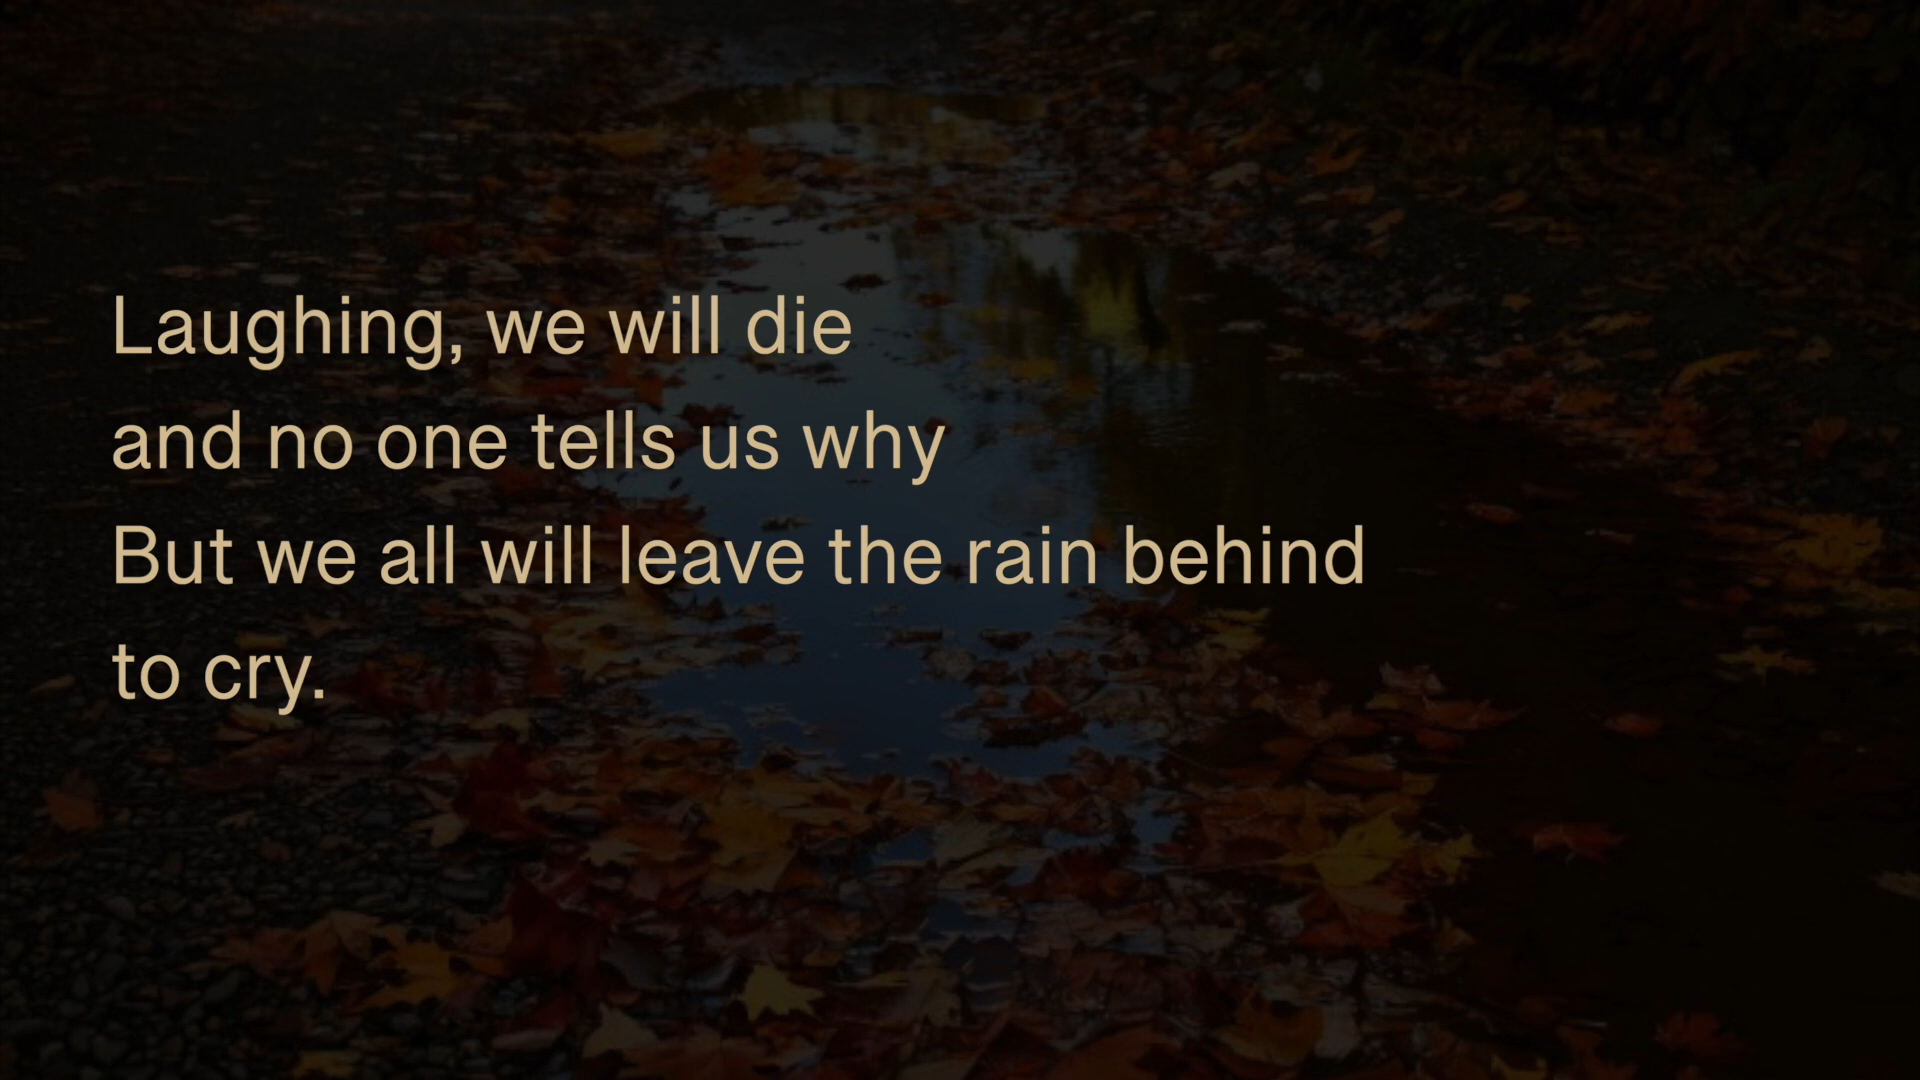 Laughing, we will die
and no one tells us why
But we all will leave the rain behind
to cry.